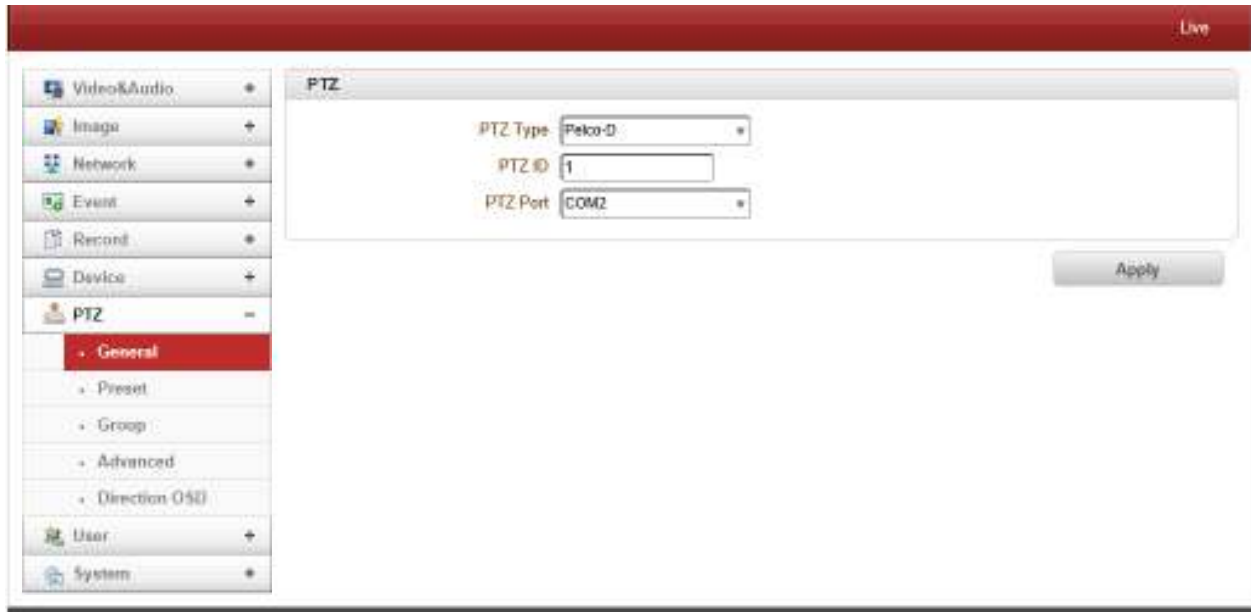 Live
Video&Audio
Image
Network
Event
Record
Device
PTZ
General
Preset
Group
Advanced
Direction OSD
User
System
PTZ
PTZ Type Pelco-D
PTZ ID 1
PTZ Port COM2
Apply